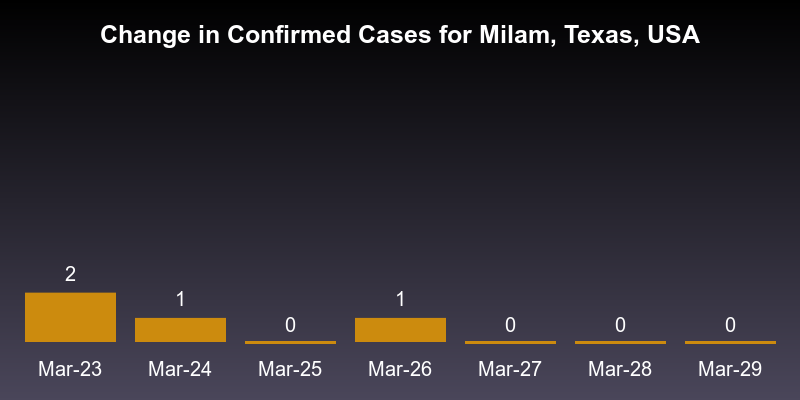 Change in Confirmed Cases for Milam, Texas, USA
2
1
0
1
0
0
0
Mar-23
Mar-24
Mar-25
Mar-26
Mar-27
Mar-28
Mar-29